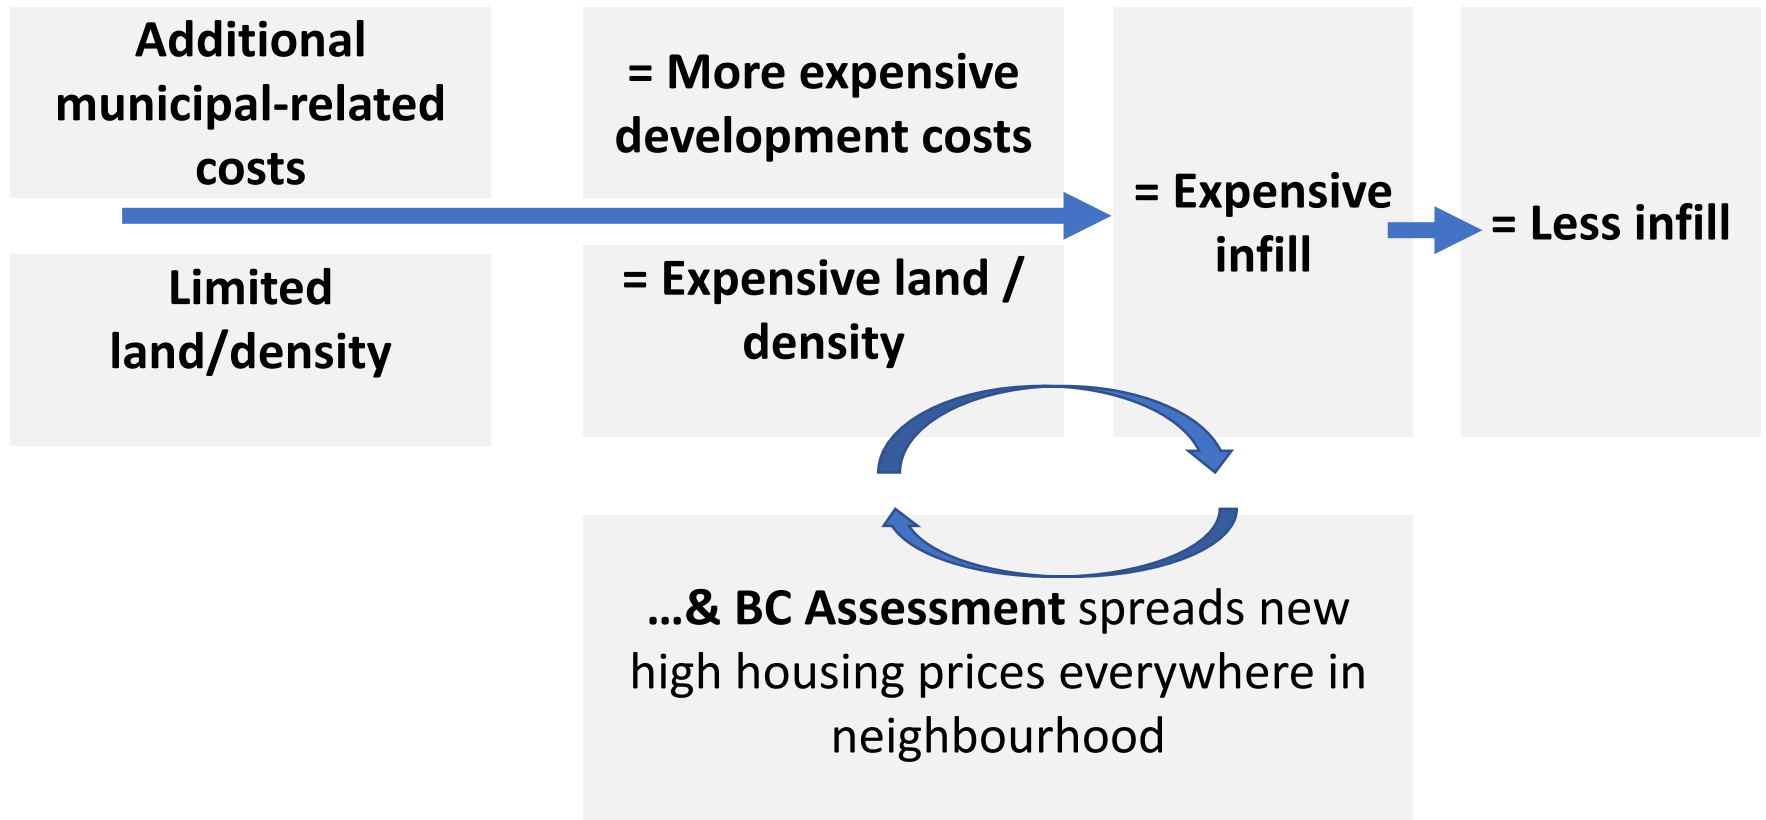 Additional
municipal-related
costs
= More expensive
development costs
Limited
land/density
= Expensive land /
density
= Expensive
infill
= Less infill
…& BC Assessment spreads new
high housing prices everywhere in
neighbourhood